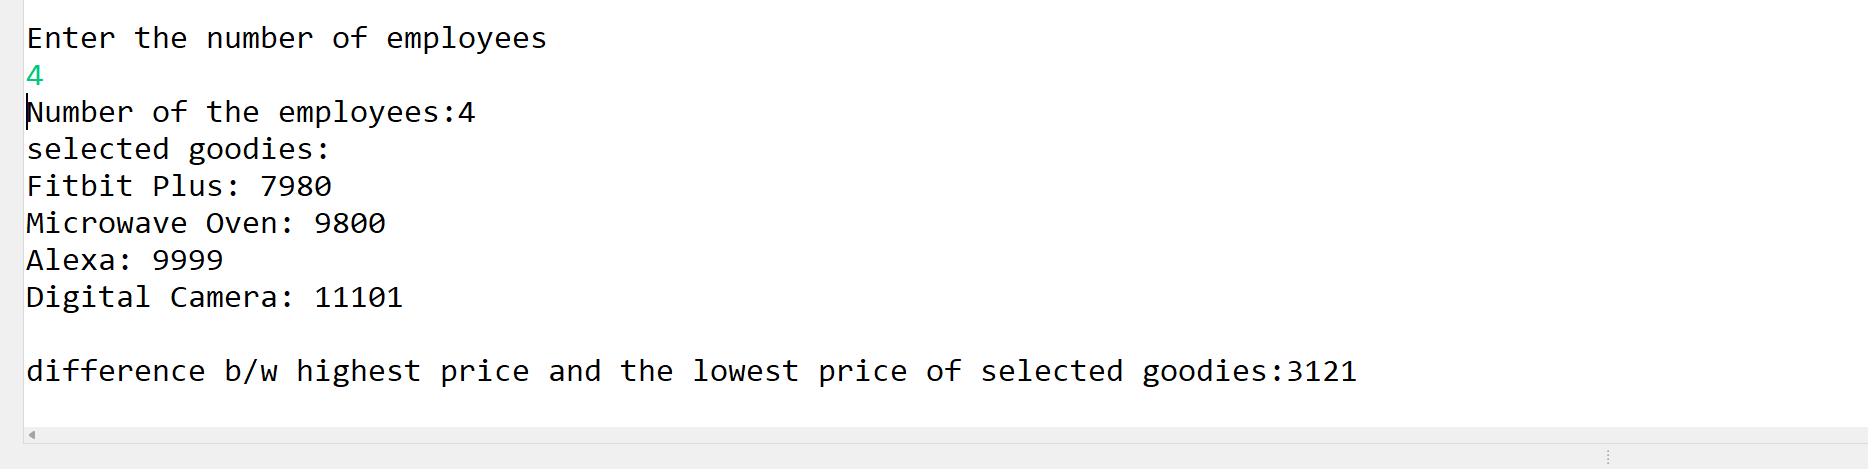 Enter the number of employees
4
Number of the employees:4
selected goodies:
Fitbit Plus: 7980
Microwave Oven: 9800
Alexa: 9999
Digital Camera: 11101
difference b/w highest price and the lowest price of selected goodies:3121